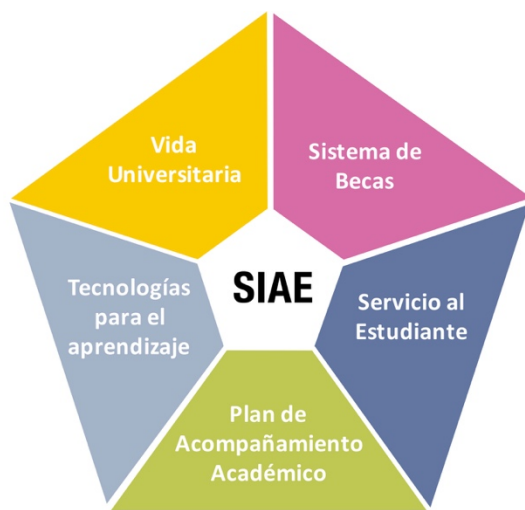 Vida
Universitaria
Sistema de
Becas
SIAE
Tecnologías
para el
aprendizaje
Servicio al
Estudiante
Plan de
Acompañamiento
Académico